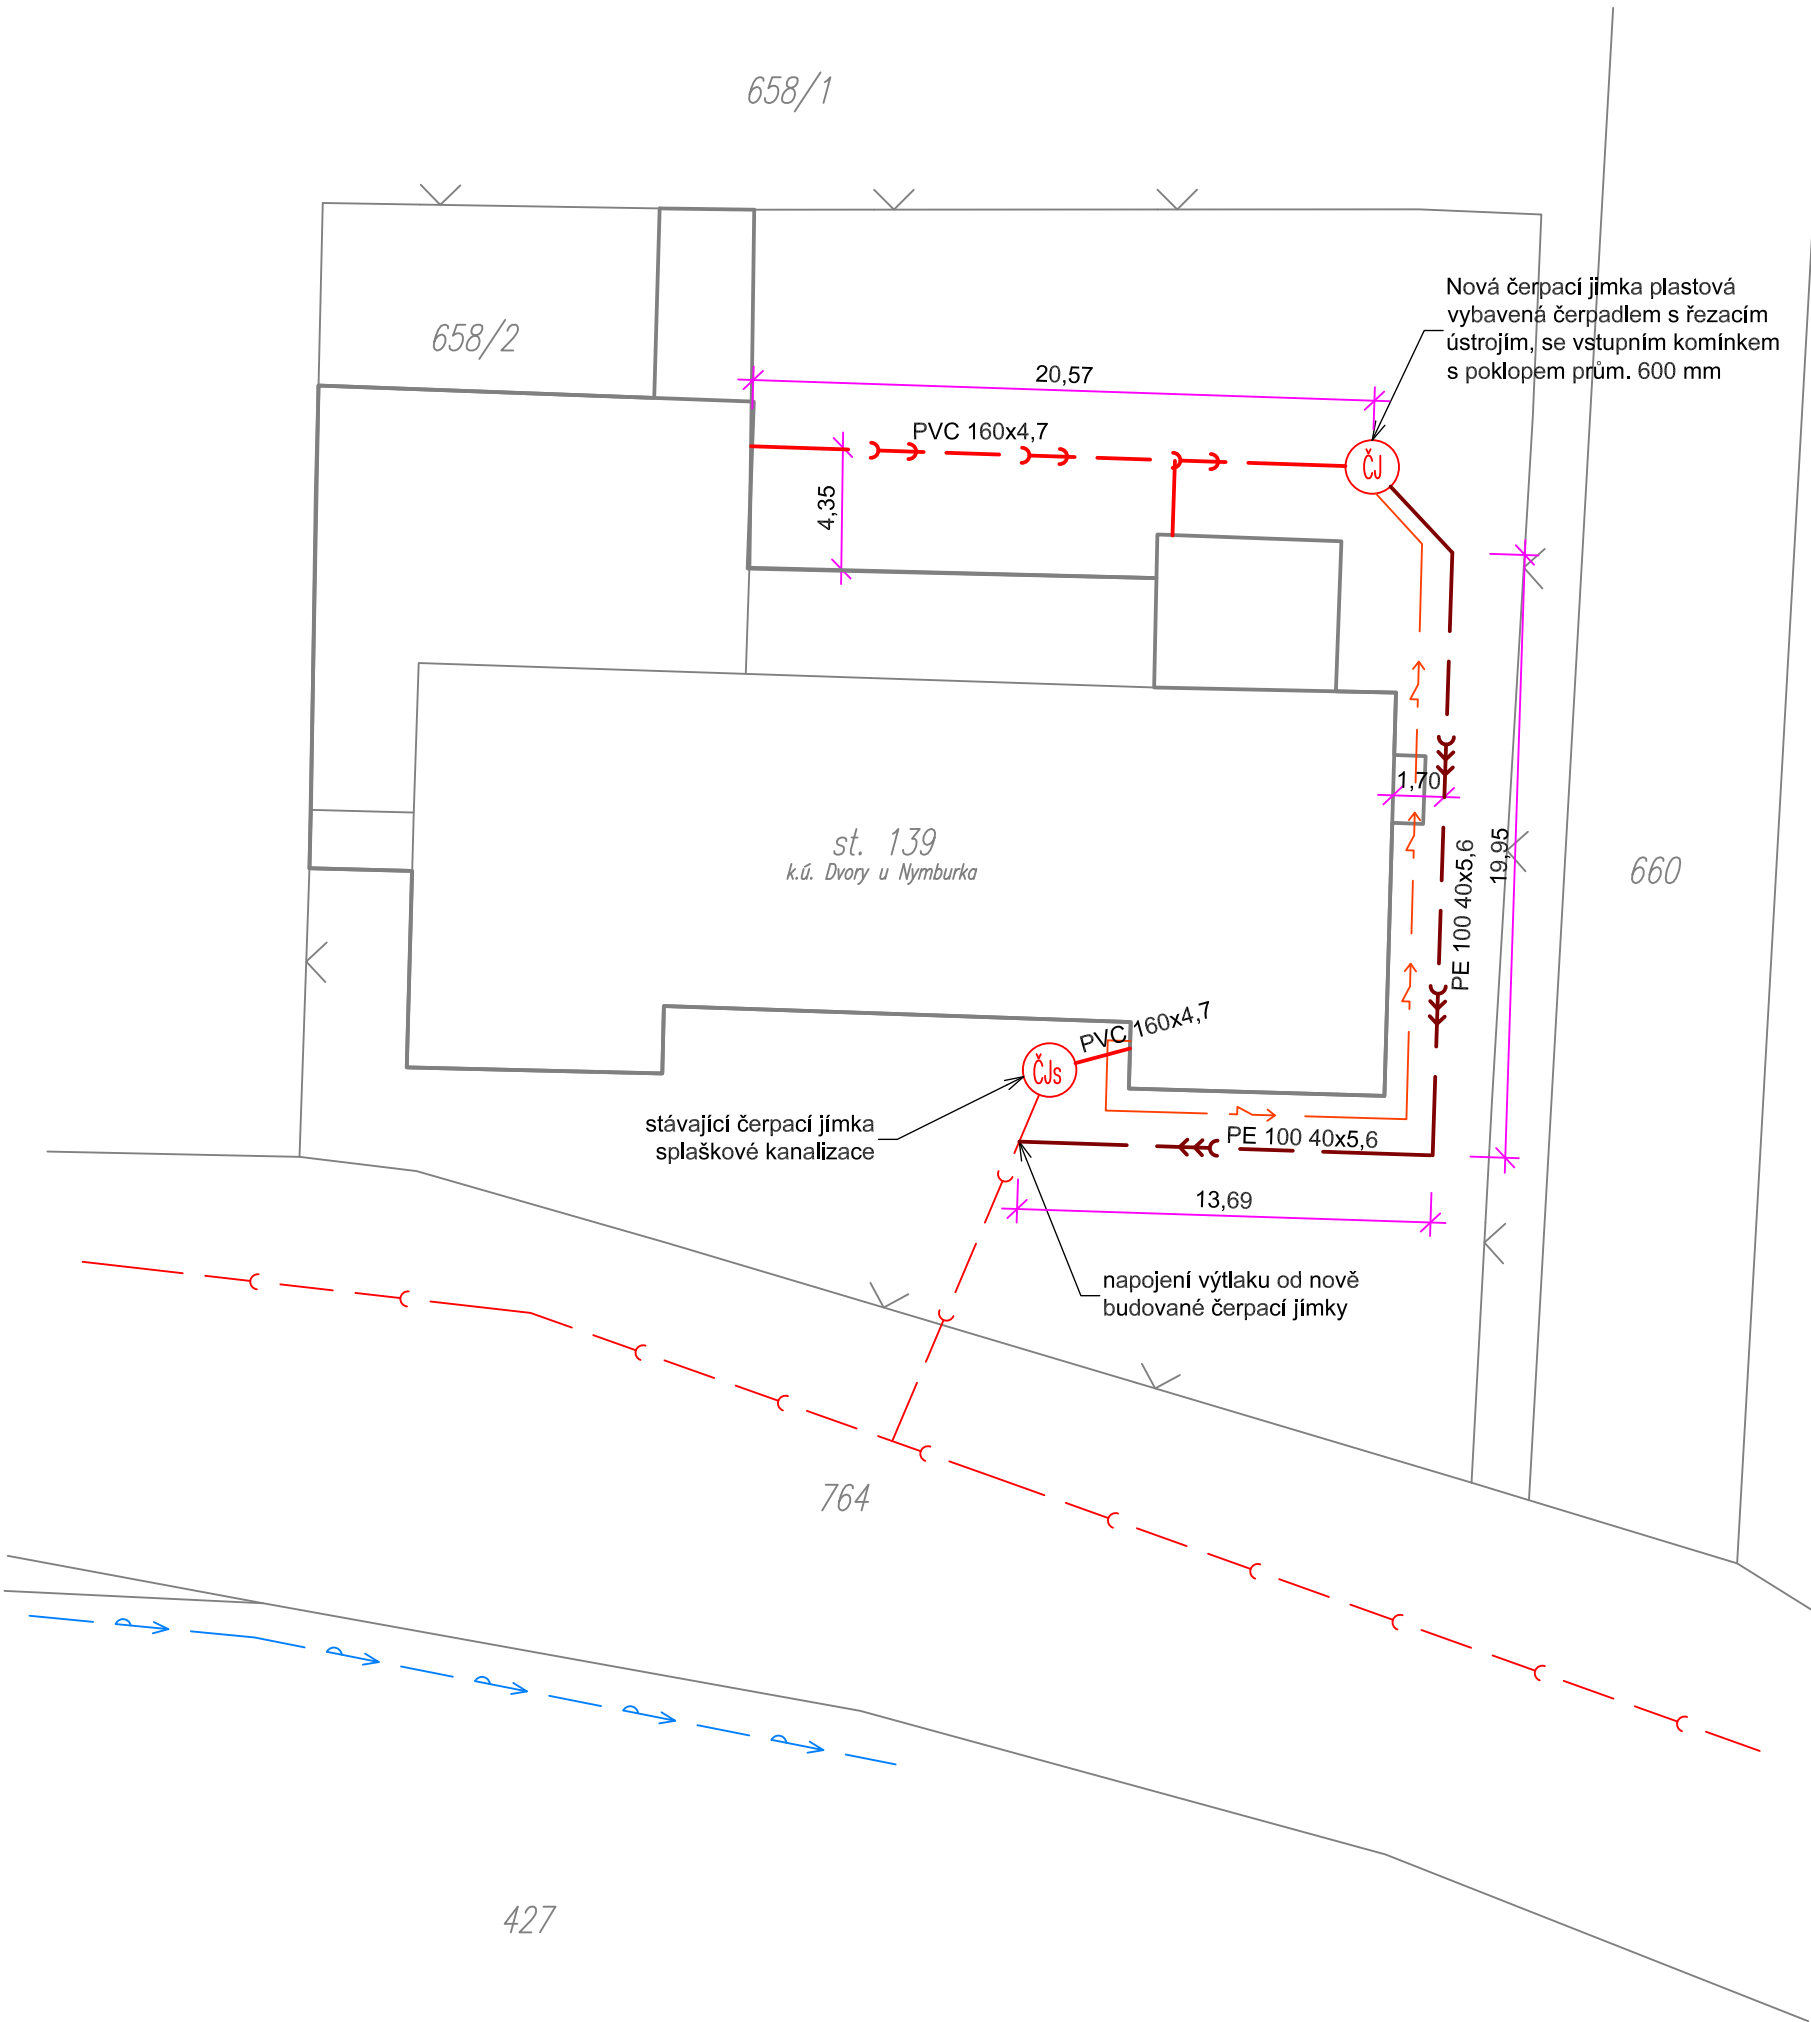 658/1
Nová čerpací jimka plastová
vybavená čerpadlem s řezacím
ústrojím, se vstupním komínkem
s poklopem prům. 600 mm
658/2
20,57
PVC 160x4,7
ČJ
4,35
1,70
19,95
PE 100 40x5,6
st. 139
k.ú. Dvory u Nymburka
660
PVC 160x4,7
ČJs
stávající čerpací jímka
splaškové kanalizace
PE 100 40x5,6
13,69
napojení výtlaku od nově
budované čerpací jímky
764
427